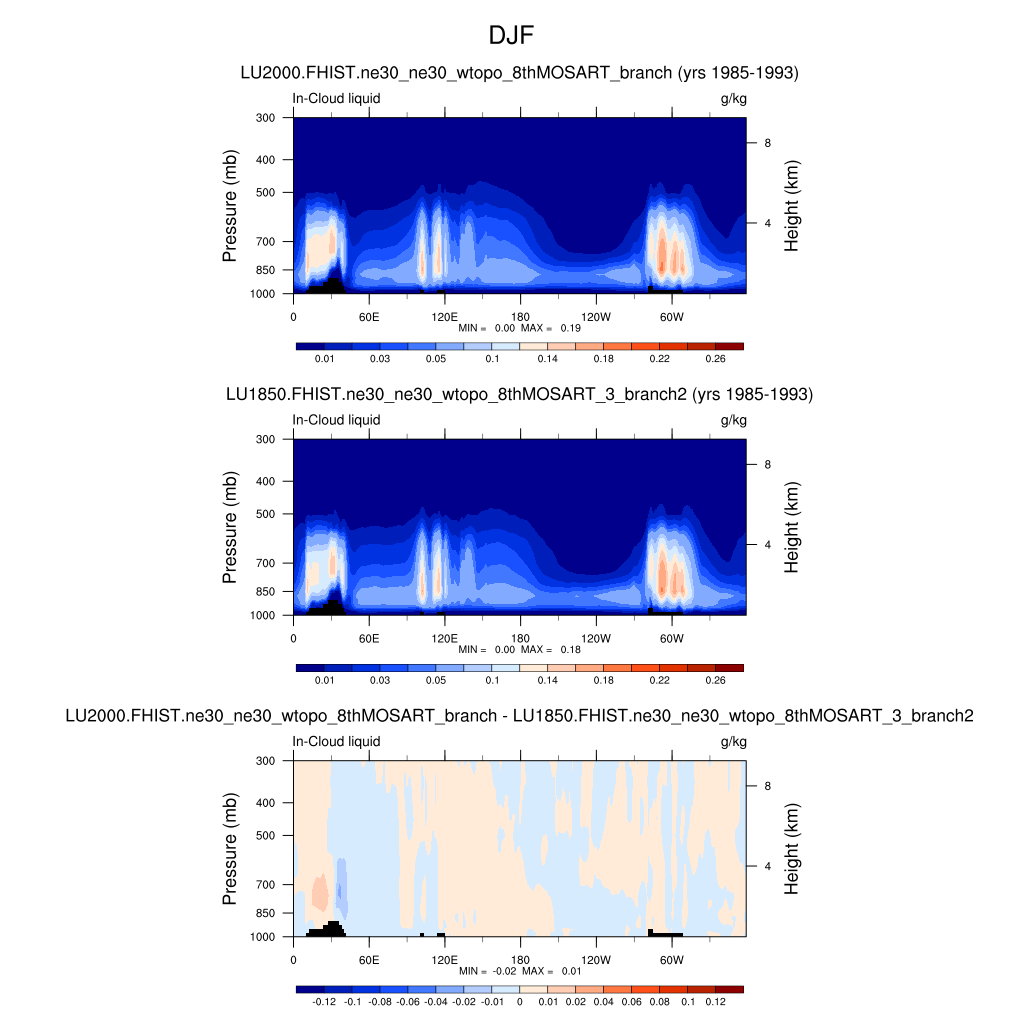 DJF
LU2000.FHIST.ne30_ne30_wtopo_8thMOSART_branch (yrs 1985-1993)
In-Cloud liquid g/kg
Pressure (mb)
300
400
500
700
850
1000
8
4
Height (km)
0 60E 120E 180 120W 60W
MIN = 0.00 MAX = 0.19
0.01 0.03 0.05 0.1 0.14 0.18 0.22 0.26
LU1850.FHIST.ne30_ne30_wtopo_8thMOSART_3_branch2 (yrs 1985-1993)
In-Cloud liquid g/kg
Pressure (mb)
300
400
500
700
850
1000
8
4
Height (km)
0 60E 120E 180 120W 60W
MIN = 0.00 MAX = 0.18
0.01 0.03 0.05 0.1 0.14 0.18 0.22 0.26
LU2000.FHIST.ne30_ne30_wtopo_8thMOSART_branch - LU1850.FHIST.ne30_ne30_wtopo_8thMOSART_3_branch2
In-Cloud liquid g/kg
Pressure (mb)
300
400
500
700
850
1000
8
4
Height (km)
0 60E 120E 180 120W 60W
MIN = -0.02 MAX = 0.01
-0.12 -0.1 -0.08 -0.06 -0.04 -0.02 -0.01 0 0.01 0.02 0.04 0.06 0.08 0.1 0.12